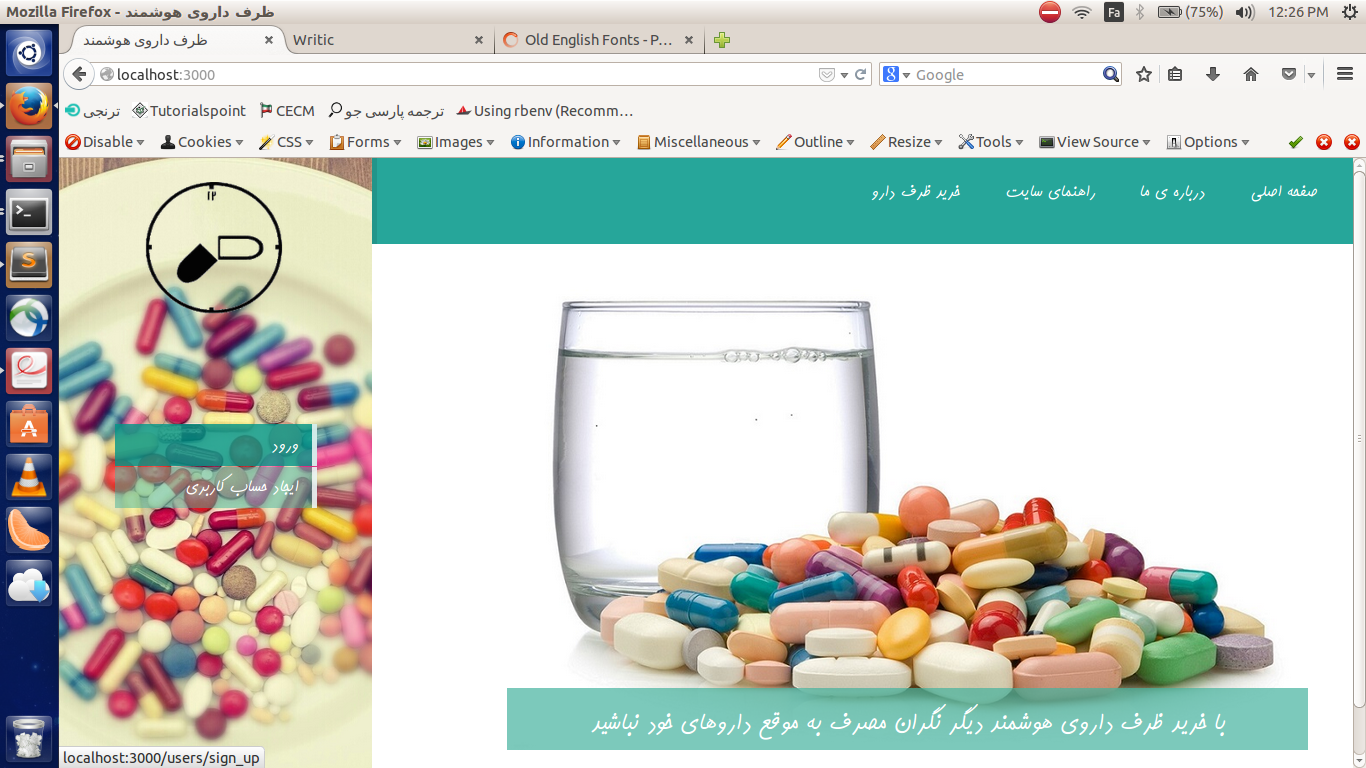 Mozilla Firefox - ظرف داروی هوشمند
Fa (75%) 12:26 PM
ظرف داروی هوشمند Writic Old English Fonts - P…
localhost:3000 Google
ترنجی Tutorialspoint CECM ترجمه پارسی جو Using rbenv (Recomm…
Disable Cookies CSS Forms Images Information Miscellaneous Outline Resize Tools View Source Options
صفحه اصلی درباره ی ما راهنمای سایت خرید ظرف دارو
۱۲
ورود
ایجاد حساب کاربری
با خرید ظرف داروی هوشمند دیگر نگران مصرف به موقع داروهای خود نباشید
localhost:3000/users/sign_up